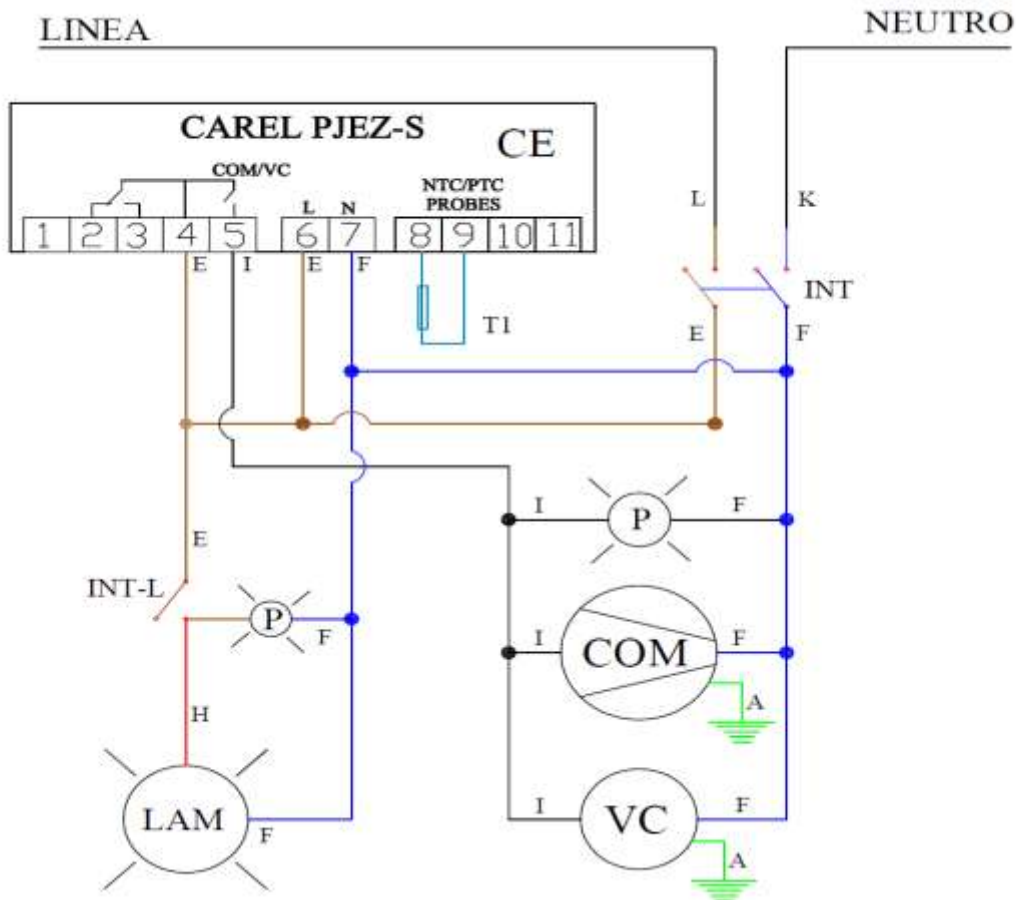 LINEA
NEUTRO
CAREL PJEZ-S
CE
COM/VC
NTC/PTC
PROBES
L N
1 2 3 4 5 6 7 8 9 10 11
E I E F
T1
L K
INT
E F
I P F
E
INT-L
P F
I COM F
A
H
LAM F
I VC F
A